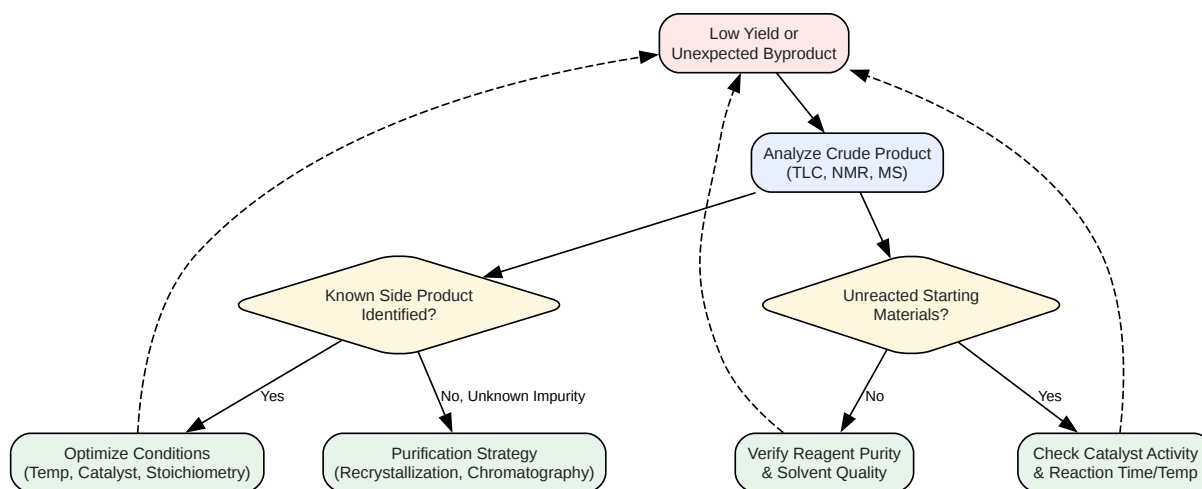 Low Yield or
Unexpected Byproduct
Analyze Crude Product
(TLC, NMR, MS)
Known Side Product
Identified?
Unreacted Starting
Materials?
Yes
No, Unknown Impurity
No
Yes
Optimize Conditions
(Temp, Catalyst, Stoichiometry)
Purification Strategy
(Recrystallization, Chromatography)
Verify Reagent Purity
& Solvent Quality
Check Catalyst Activity
& Reaction Time/Temp